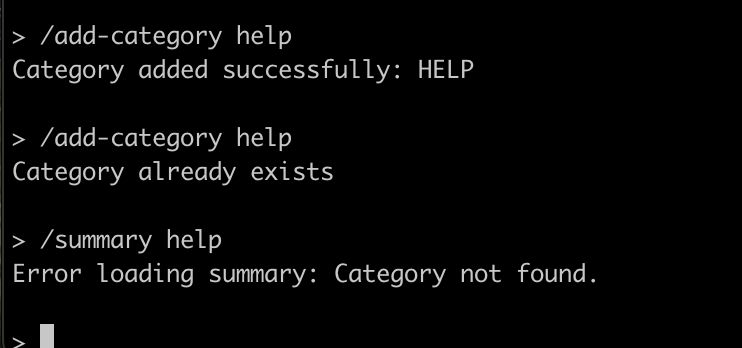 > /add-category help
Category added successfully: HELP
> /add-category help
Category already exists
> /summary help
Error loading summary: Category not found.
>